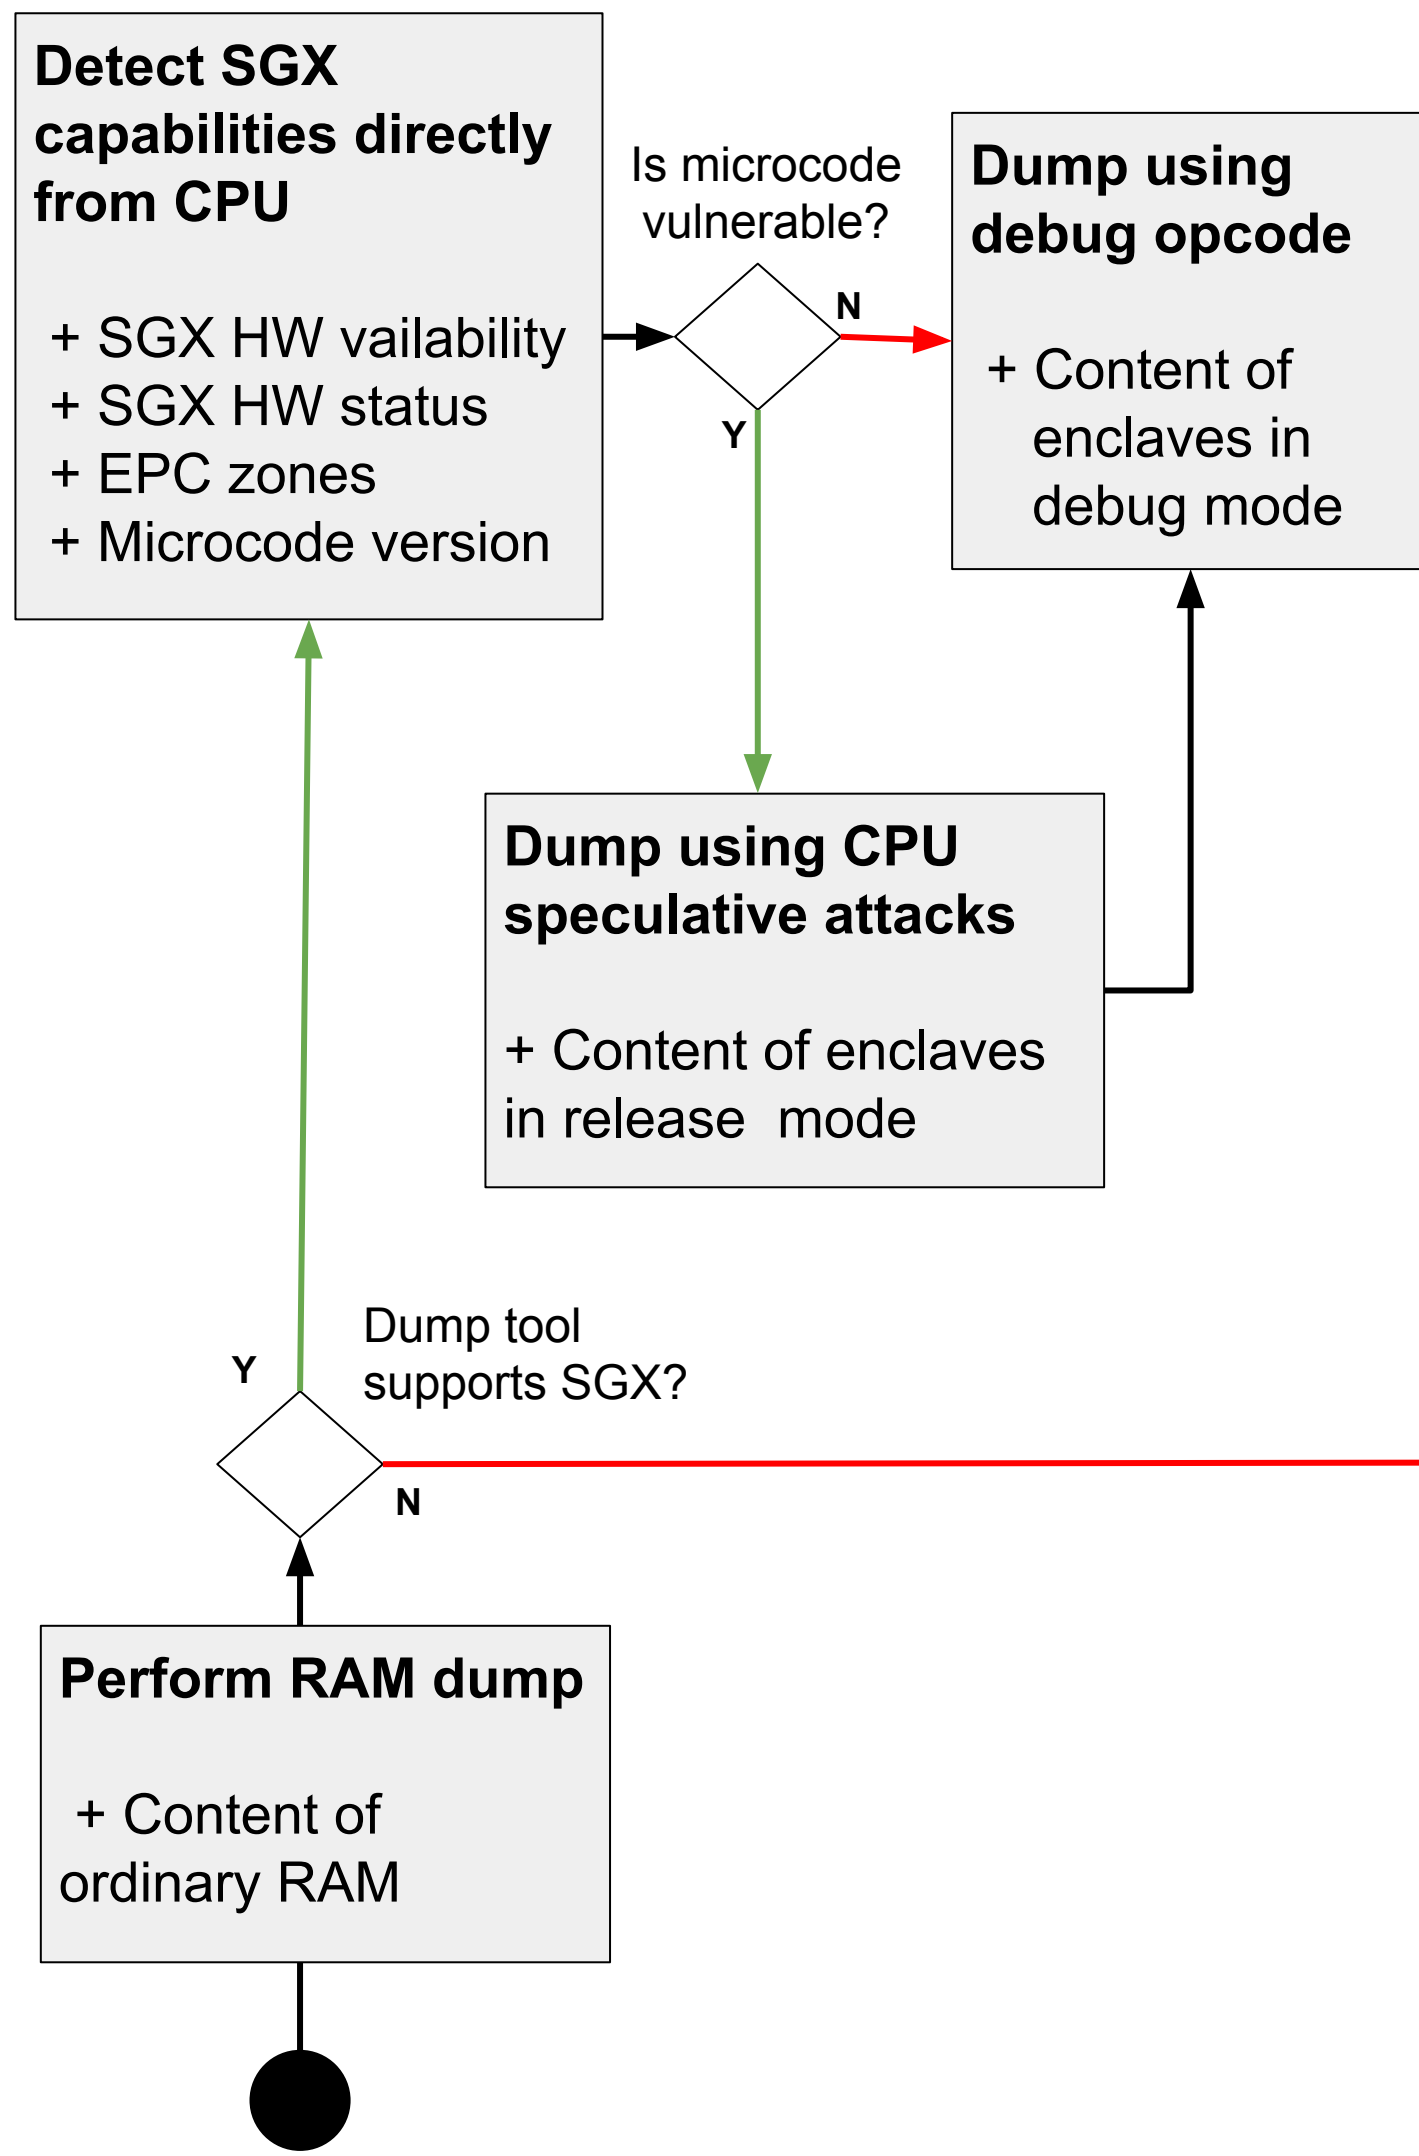 Detect SGX
capabilities directly
from CPU
+ SGX HW vailability
+ SGX HW status
+ EPC zones
+ Microcode version
Is microcode
vulnerable?
N
Y
Dump using
debug opcode
+ Content of
enclaves in
debug mode
Dump using CPU
speculative attacks
+ Content of enclaves
in release  mode
Dump tool
supports SGX?
Y
N
Perform RAM dump
+ Content of
ordinary RAM